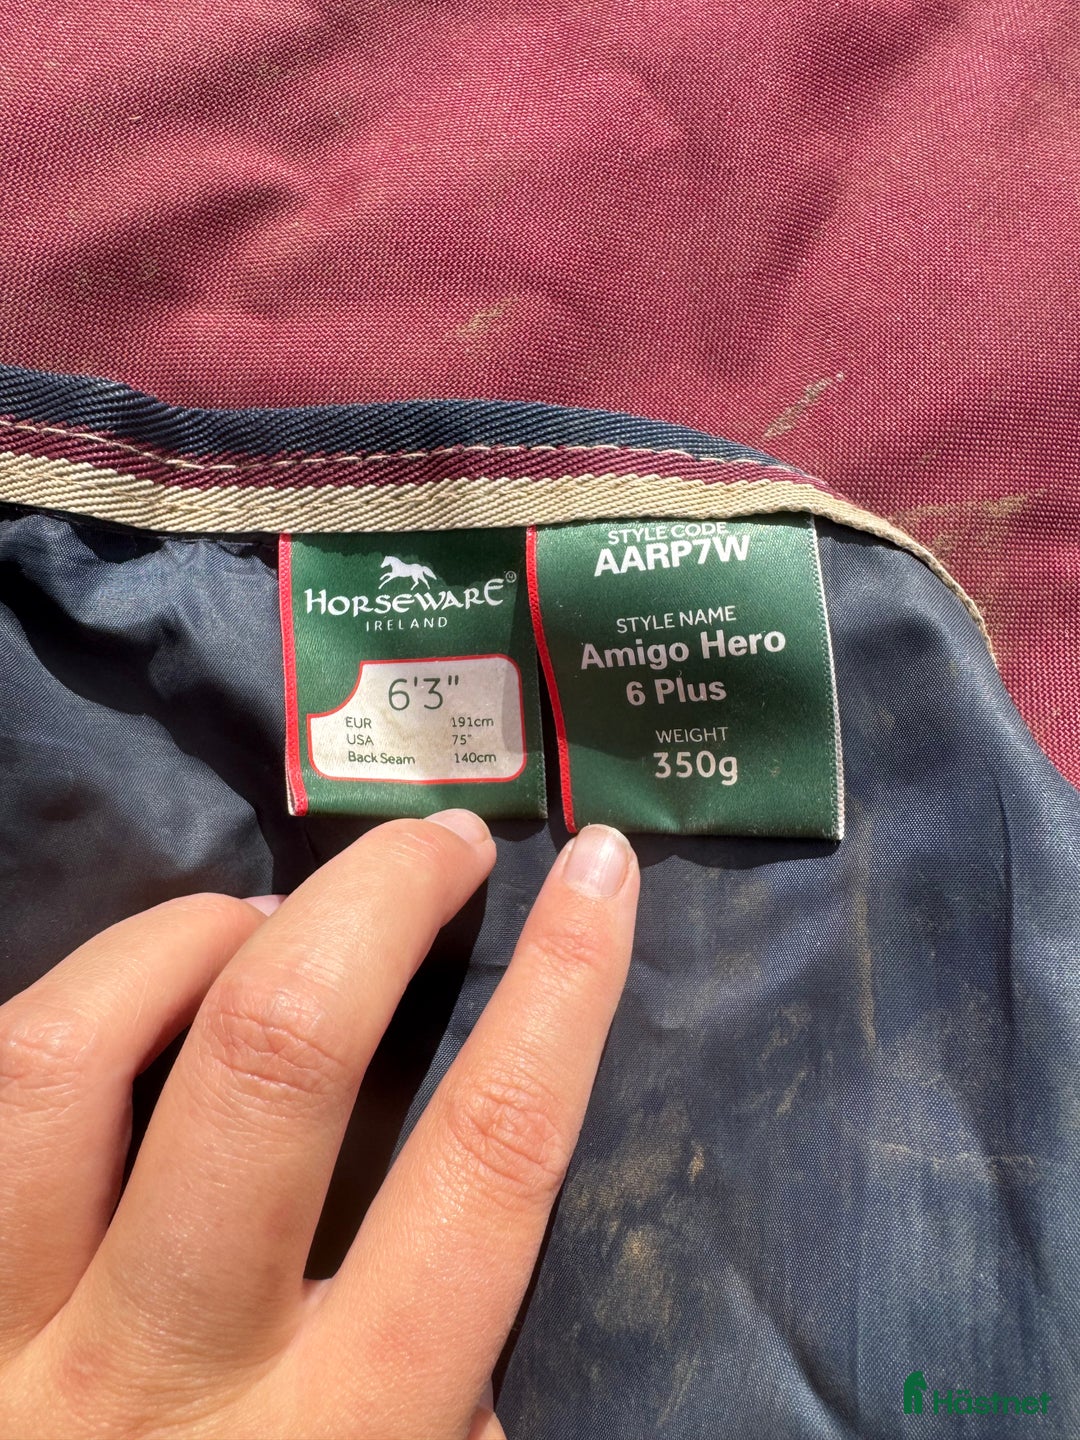 HORSEWARE
IRELAND
6'3"
EUR 191cm
USA 75"
Back Seam 140cm
STYLE CODE
AARP7W
STYLE NAME
Amigo Hero
6 Plus
WEIGHT
350g
Hästnet